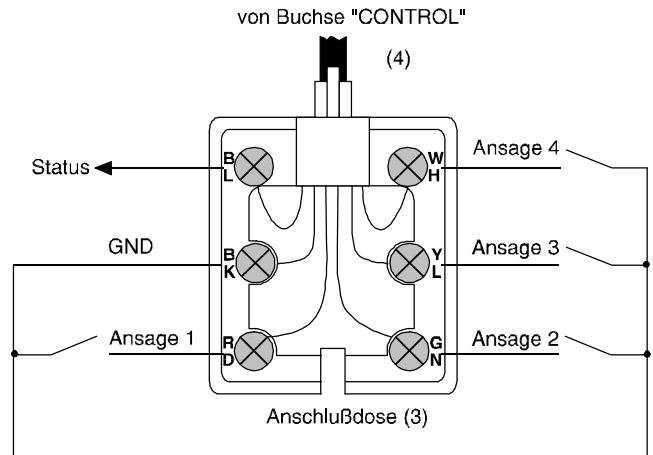 von Buchse "CONTROL"
(4)
Status
B
L
W
H
Ansage 4
GND
B
K
Y
L
Ansage 3
Ansage 1
R
D
G
N
Ansage 2
Anschlußdose (3)